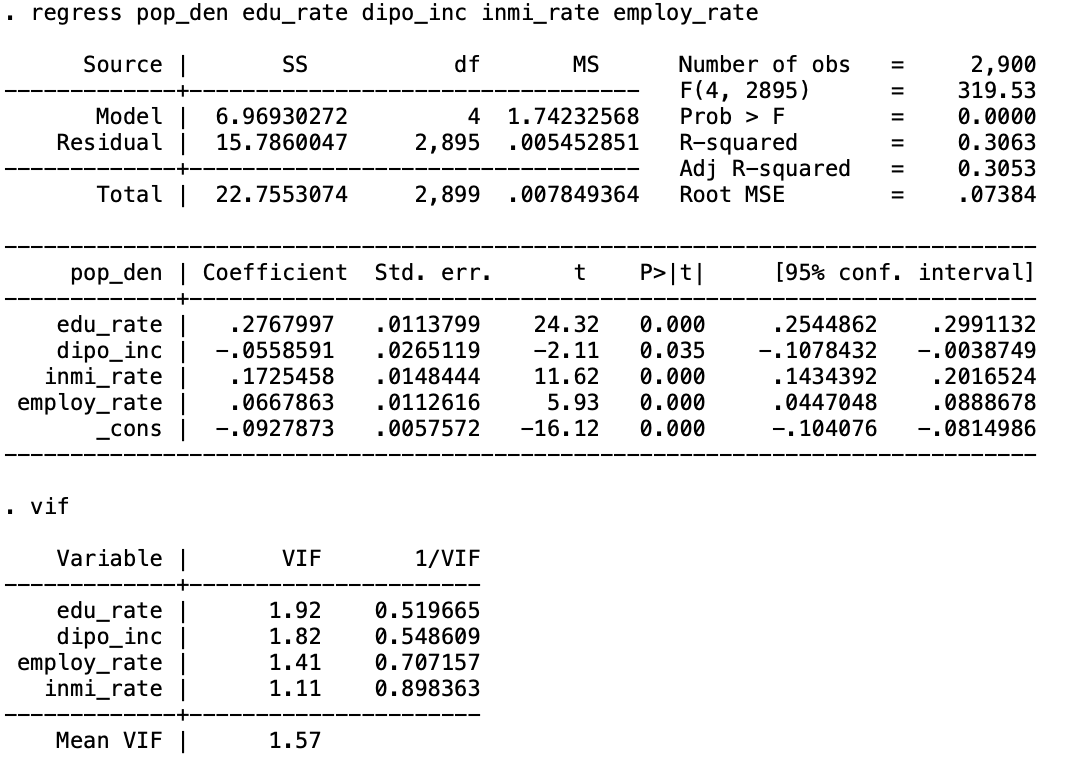 . regress pop_den edu_rate dipo_inc inmi_rate employ_rate
Source | SS df MS Number of obs = 2,900
-------------+---------------------------------- F(4, 2895) = 319.53
Model | 6.96930272 4 1.74232568 Prob > F = 0.0000
Residual | 15.7860047 2,895 .005452851 R-squared = 0.3063
-------------+---------------------------------- Adj R-squared = 0.3053
Total | 22.7553074 2,899 .007849364 Root MSE = .07384
------------------------------------------------------------------------------
pop_den | Coefficient Std. err. t P>|t| [95% conf. interval]
-------------+----------------------------------------------------------------
edu_rate | .2767997 .0113799 24.32 0.000 .2544862 .2991132
dipo_inc | -.0558591 .0265119 -2.11 0.035 -.1078432 -.0038749
inmi_rate | .1725458 .0148444 11.62 0.000 .1434392 .2016524
employ_rate | .0667863 .0112616 5.93 0.000 .0447048 .0888678
_cons | -.0927873 .0057572 -16.12 0.000 -.104076 -.0814986
------------------------------------------------------------------------------
. vif
Variable | VIF 1/VIF
-------------+----------------------
edu_rate | 1.92 0.519665
dipo_inc | 1.82 0.548609
employ_rate | 1.41 0.707157
inmi_rate | 1.11 0.898363
-------------+----------------------
Mean VIF | 1.57